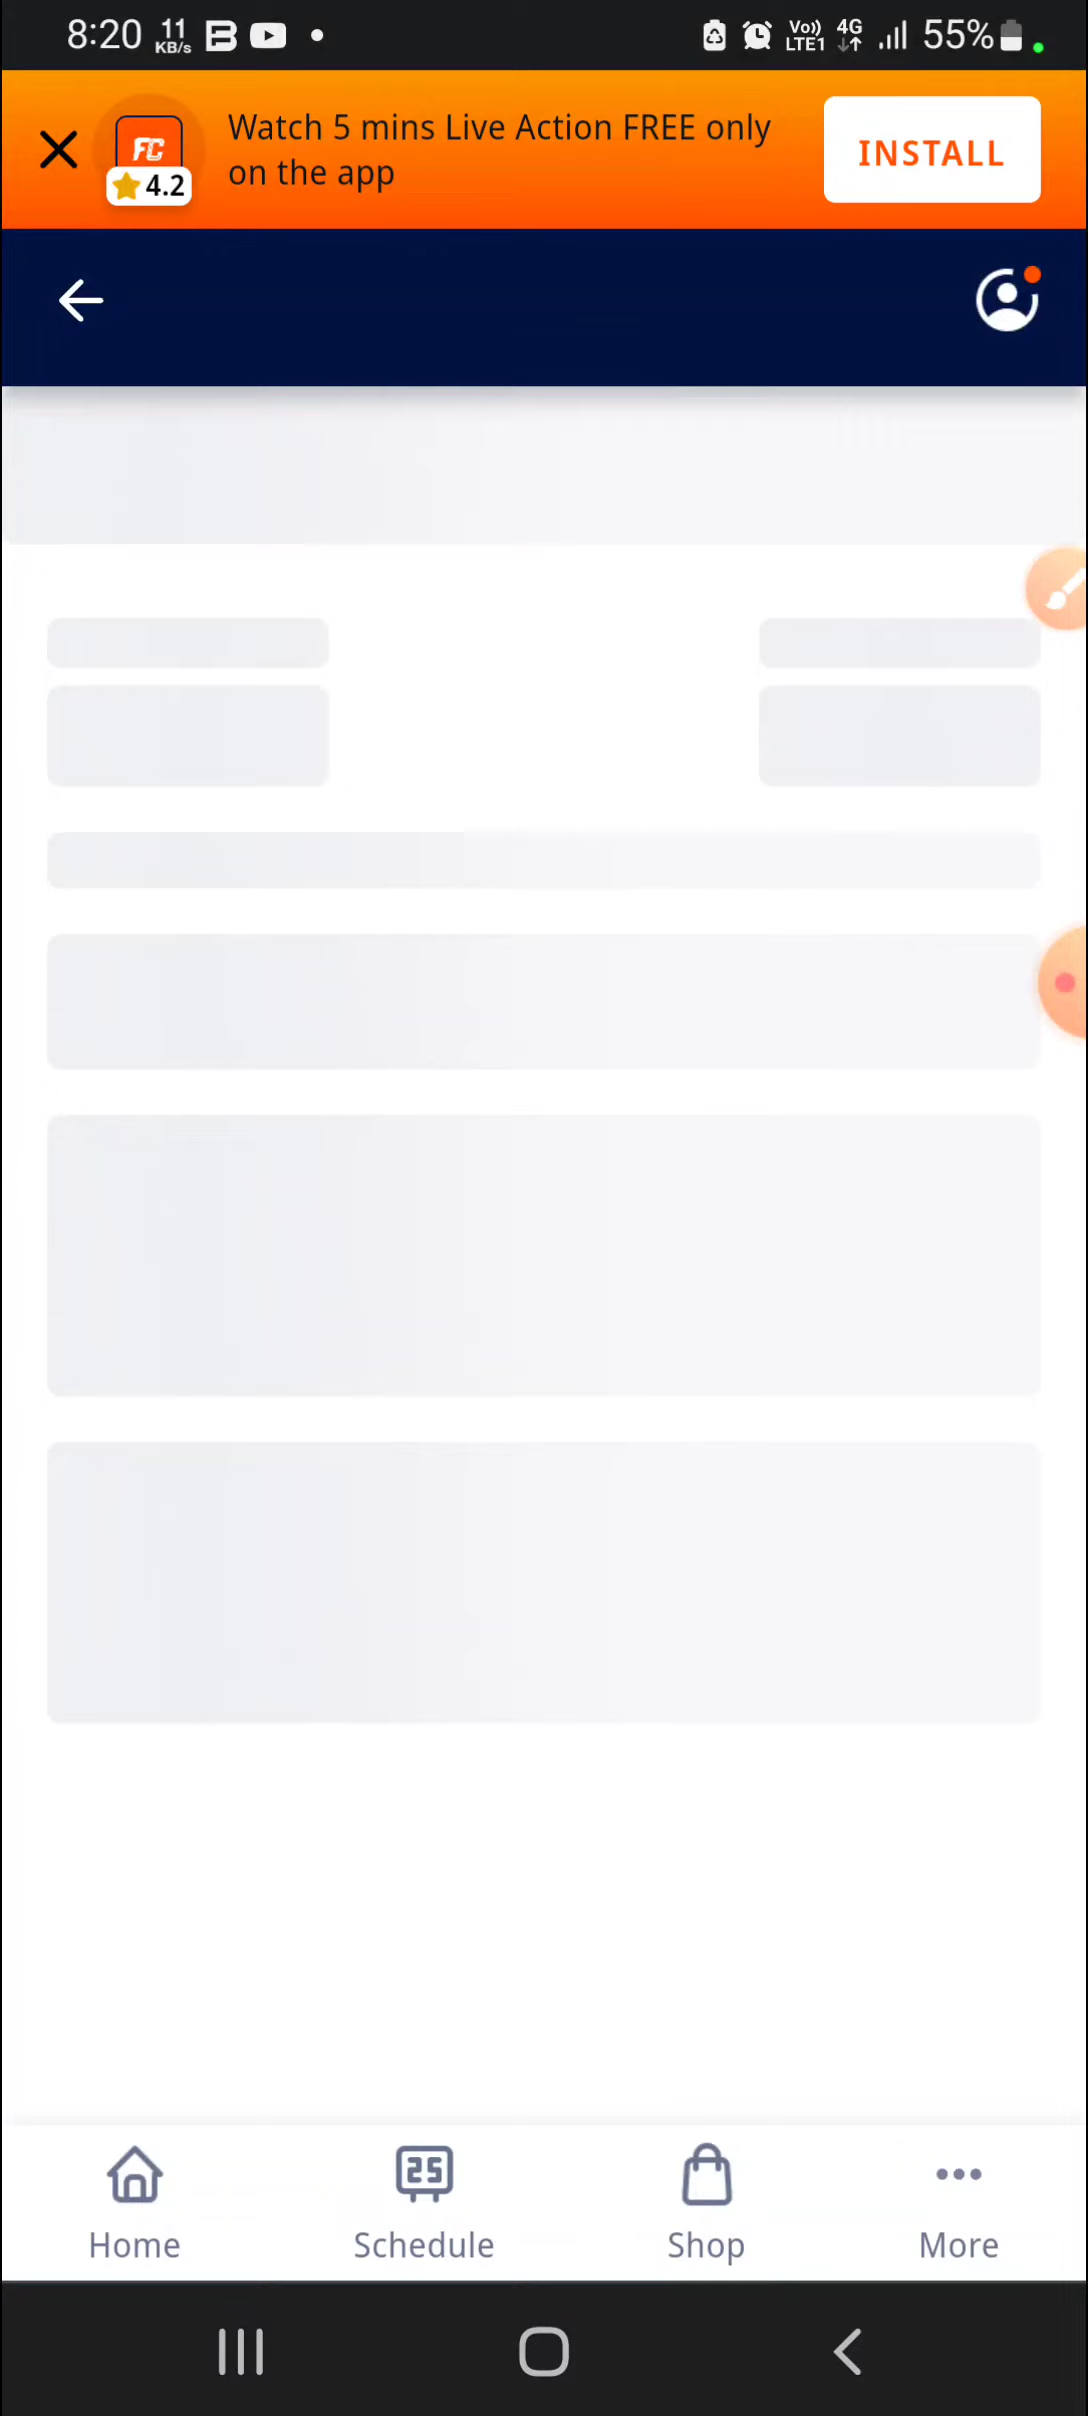 8:20 11 KB/s Vo)) LTE1 4G 55%
Watch 5 mins Live Action FREE only
on the app
INSTALL
FC
4.2
25
Home Schedule Shop More